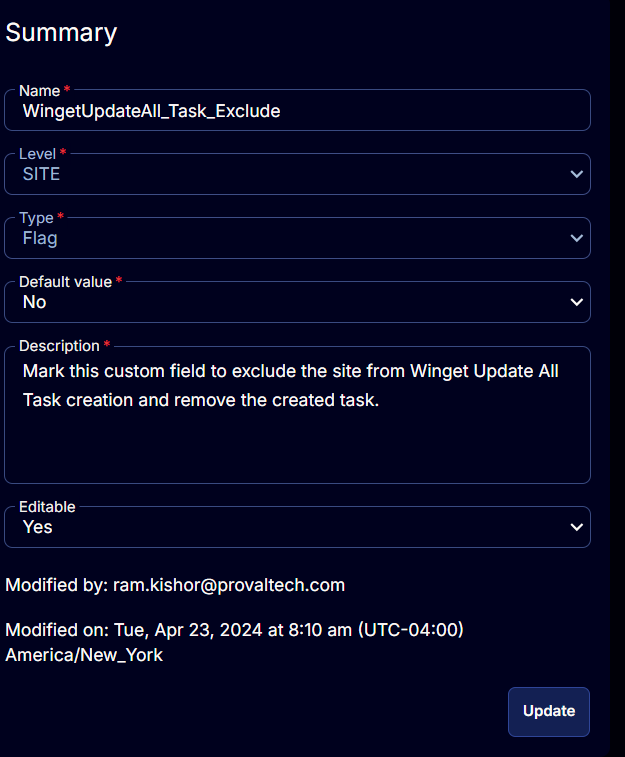 Summary
Name *
WingetUpdateAll_Task_Exclude
Level *
SITE
Type *
Flag
Default value *
No
Description *
Mark this custom field to exclude the site from Winget Update All
Task creation and remove the created task.
Editable
Yes
Modified by: ram.kishor@provaltech.com
Modified on: Tue, Apr 23, 2024 at 8:10 am (UTC-04:00)
America/New_York
Update